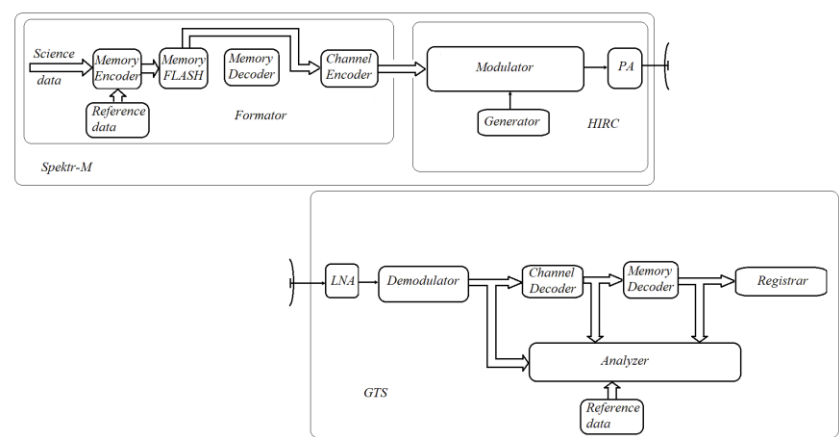 Science
data
Memory
Encoder
Memory
FLASH
Memory
Decoder
Channel
Encoder
Reference
data
Formator
Modulator
PA
Generator
HIRC
Spektr-M
LNA
Demodulator
Channel
Decoder
Memory
Decoder
Registrar
Analyzer
GTS
Reference
data